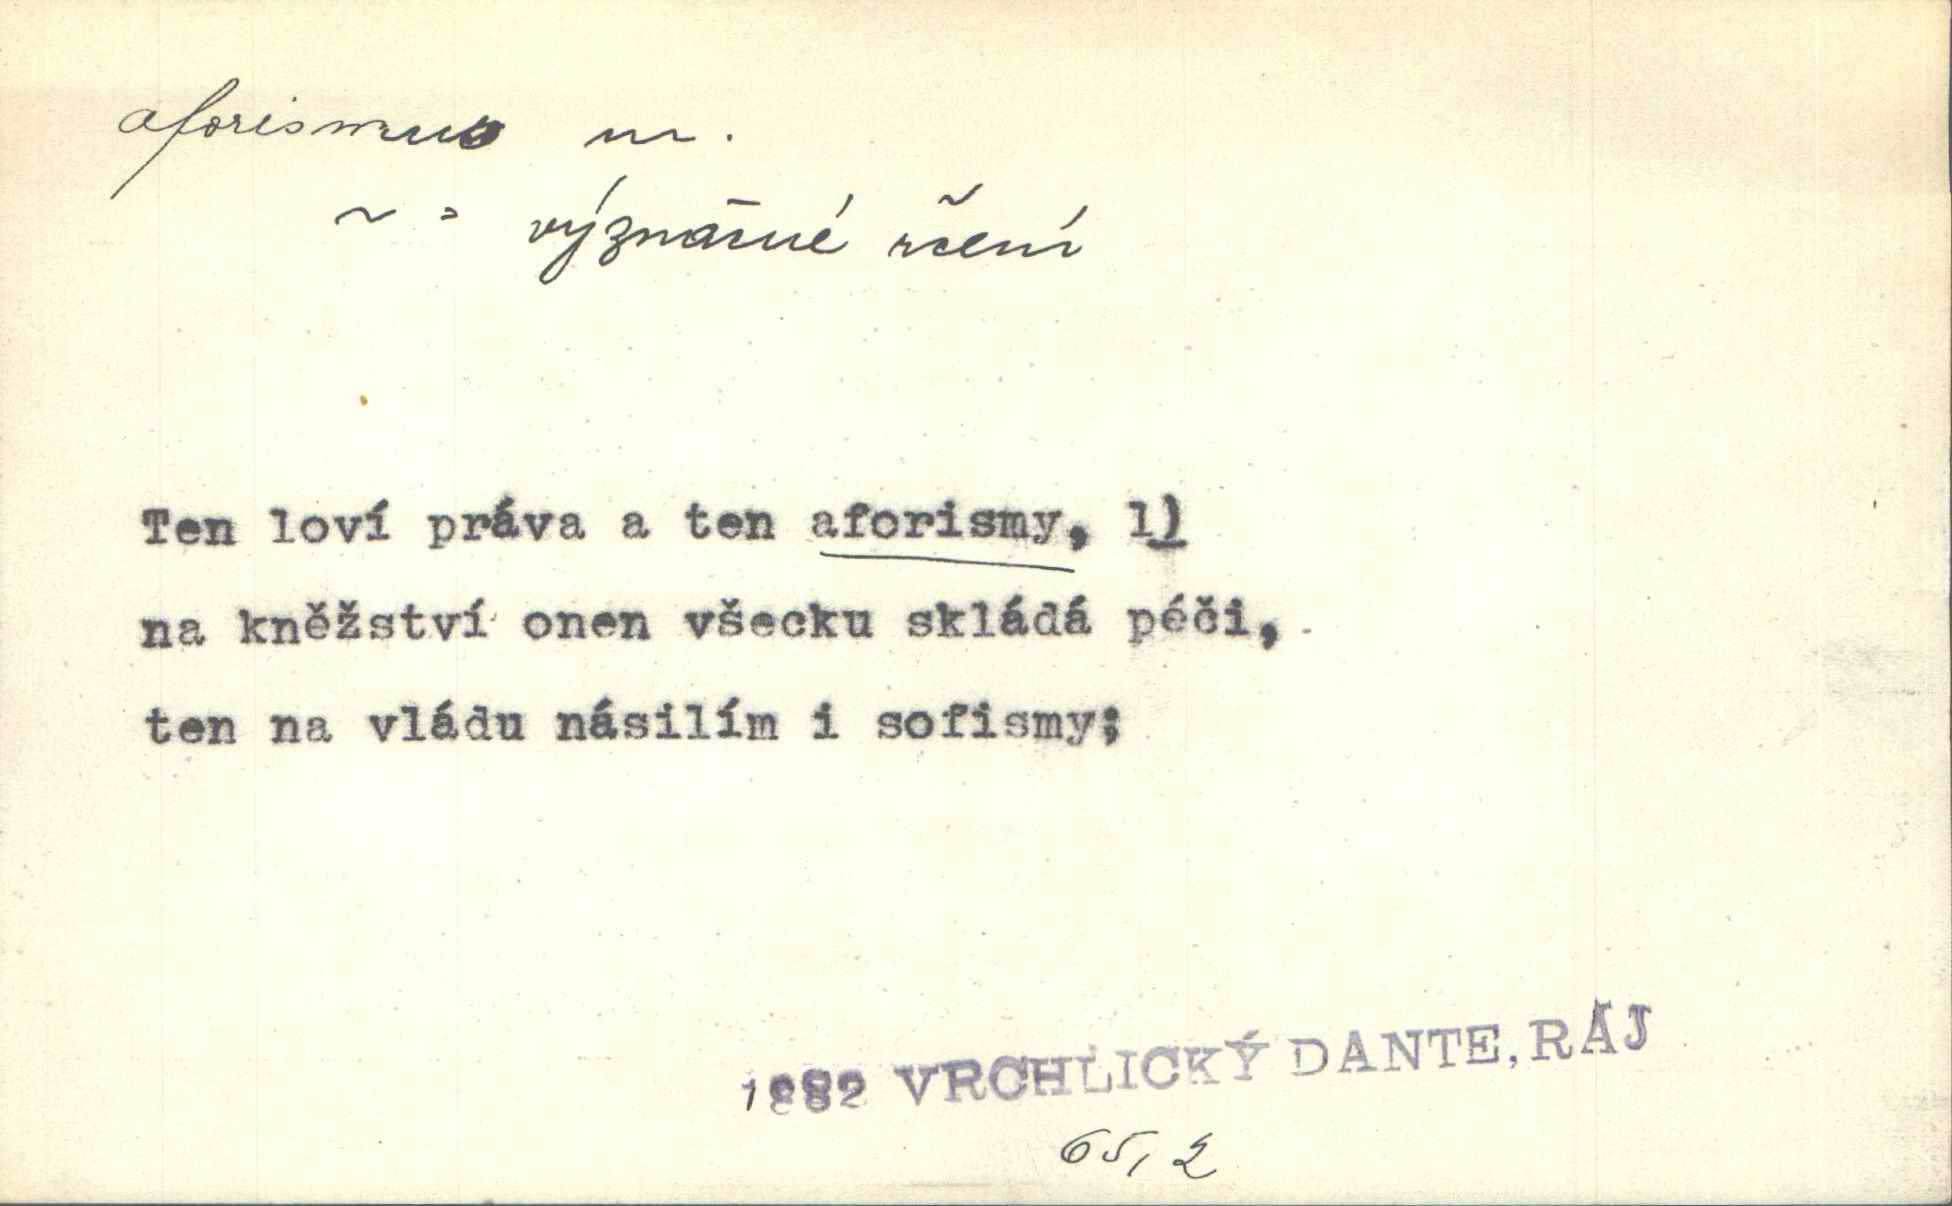 aforismus m.
~ = význačné rčení
Ten loví práva a ten aforismy, 1)
na kněžství onen všecku skládá péči,
ten na vládu násilím i sofismy;
1882 VRCHLICKÝ DANTE, RÁJ
65, 2